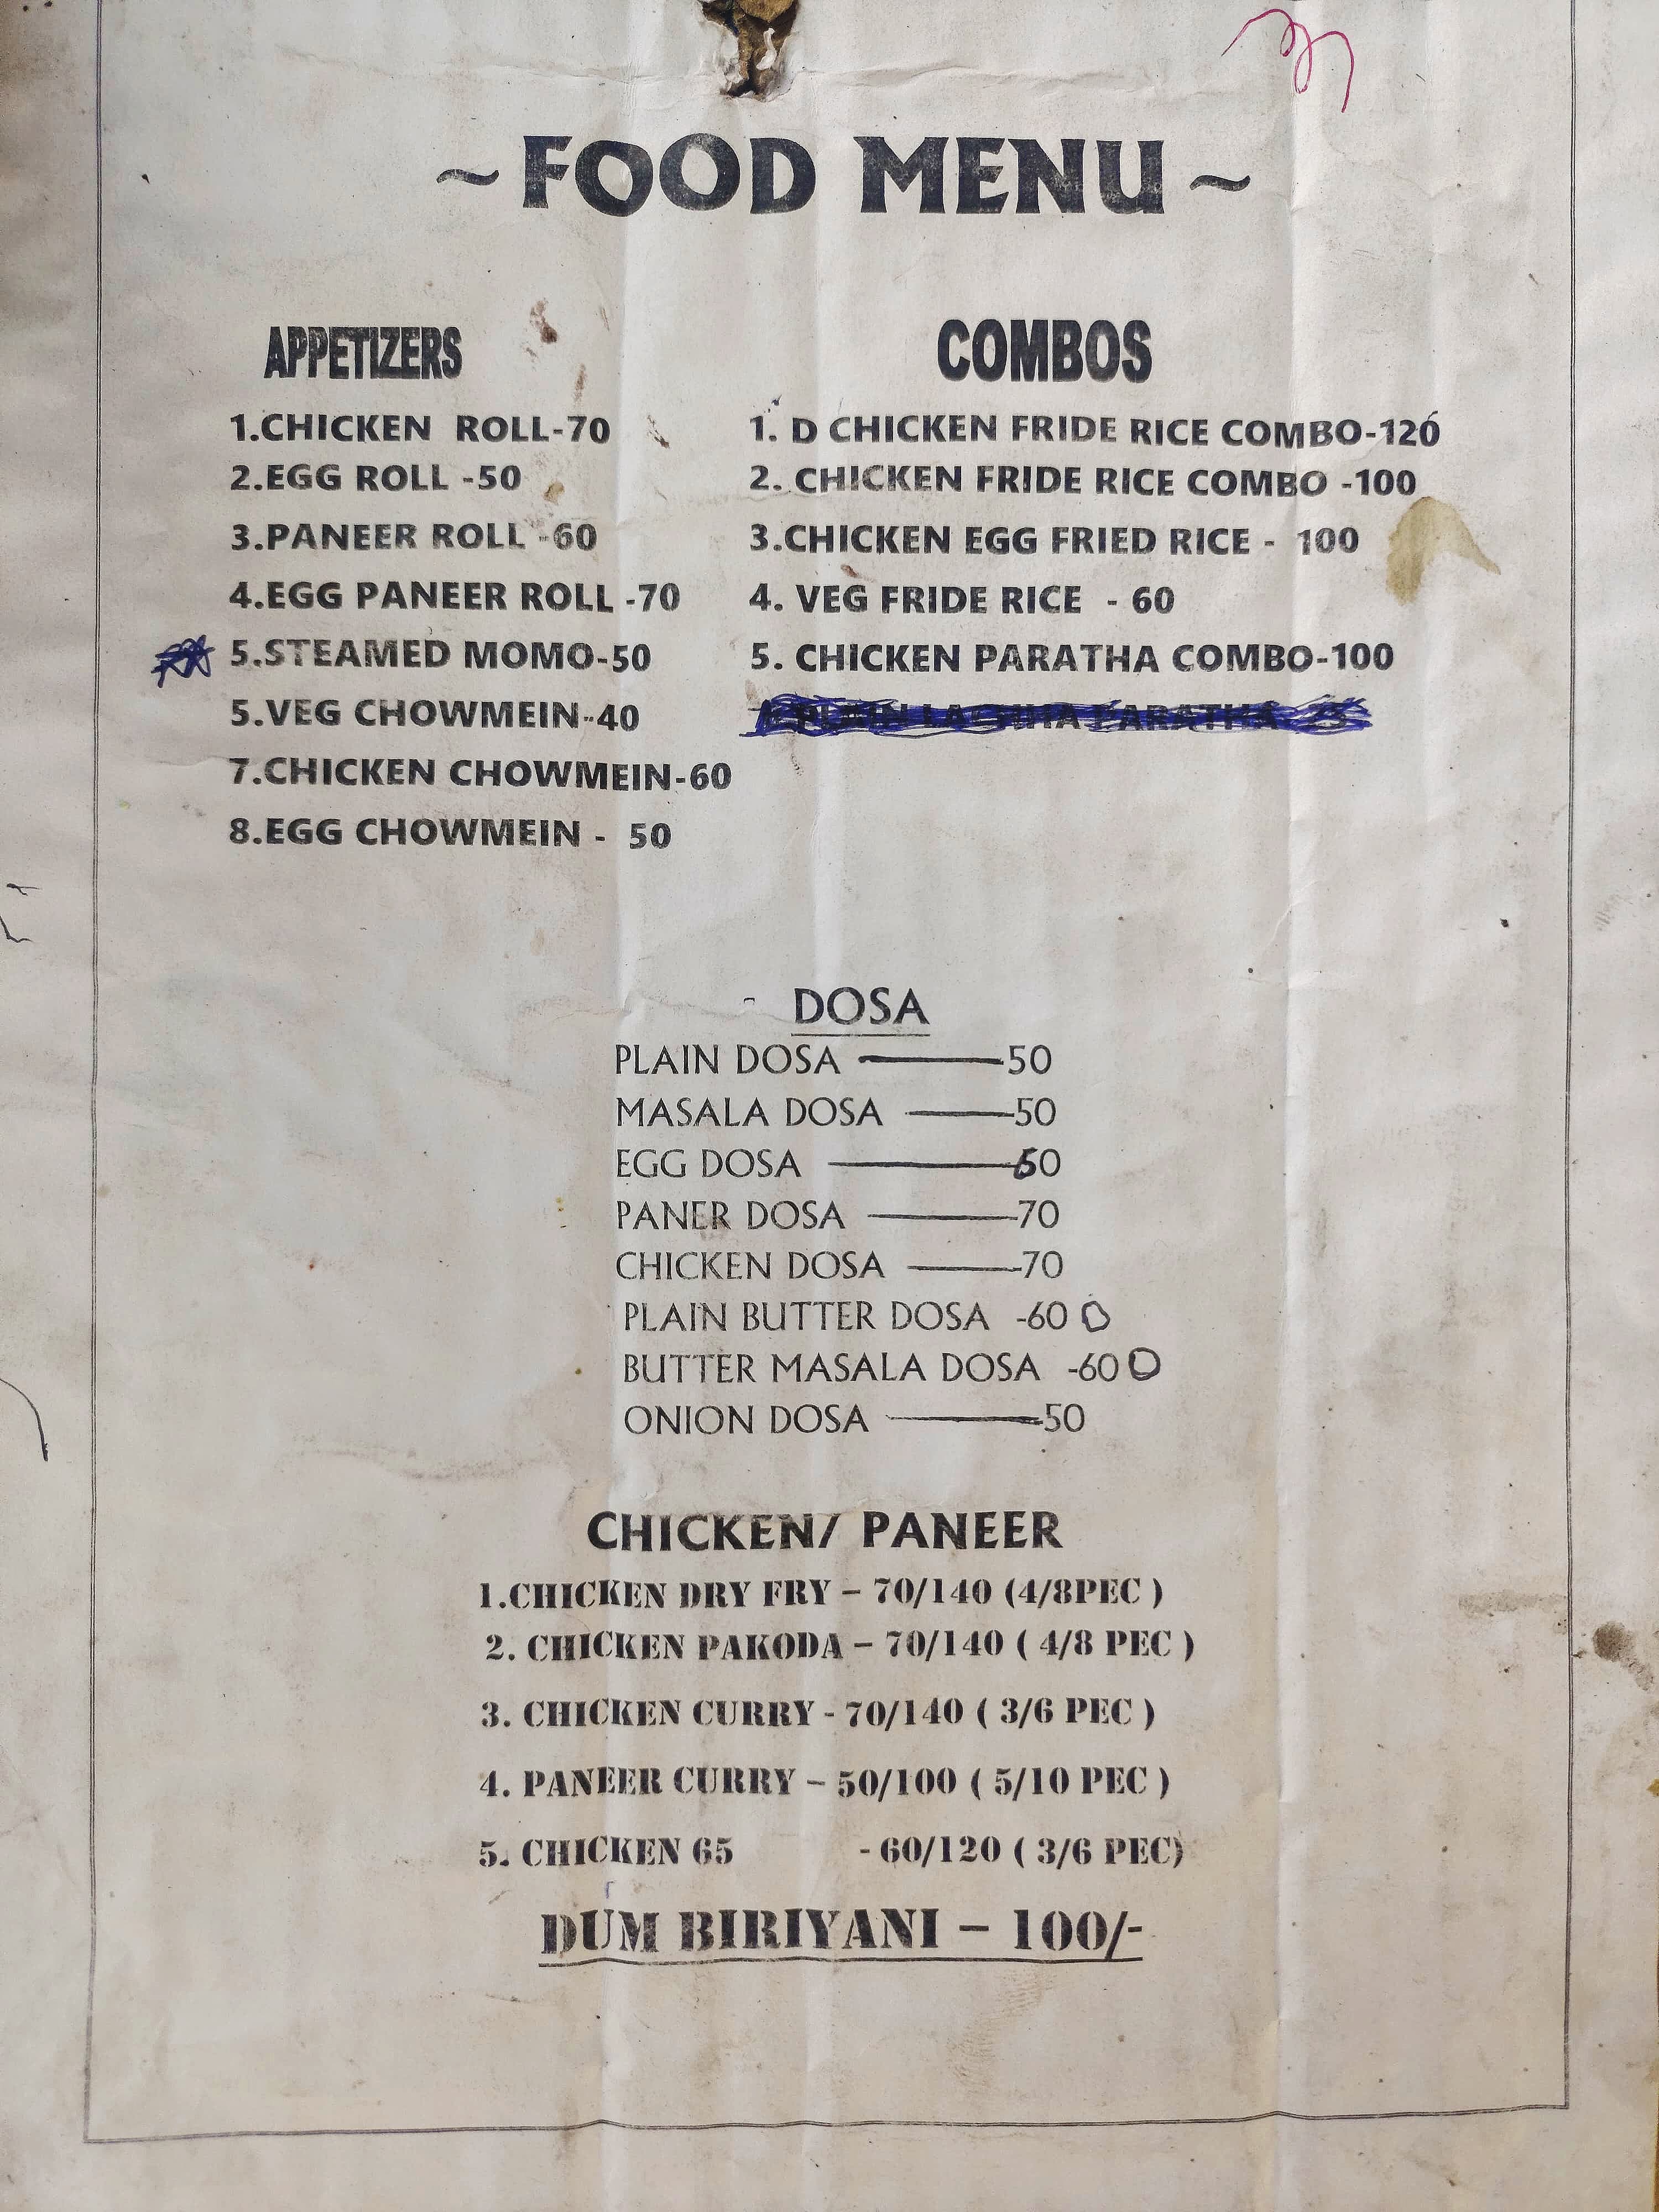 ~FOOD MENU~
APPETIZERS
1.CHICKEN ROLL-70
2.EGG ROLL -50
3.PANEER ROLL -60
4.EGG PANEER ROLL -70
5.STEAMED MOMO-50
5.VEG CHOWMEIN-40
7.CHICKEN CHOWMEIN-60
8.EGG CHOWMEIN - 50
COMBOS
1. D CHICKEN FRIDE RICE COMBO-120
2. CHICKEN FRIDE RICE COMBO -100
3.CHICKEN EGG FRIED RICE - 100
4. VEG FRIDE RICE - 60
5. CHICKEN PARATHA COMBO-100
PLAIN PARATHA
DOSA
PLAIN DOSA 50
MASALA DOSA 50
EGG DOSA 60
PANER DOSA 70
CHICKEN DOSA 70
PLAIN BUTTER DOSA -60
BUTTER MASALA DOSA -60
ONION DOSA 50
CHICKEN/ PANEER
1.CHICKEN DRY FRY – 70/140 (4/8PEC )
2. CHICKEN PAKODA – 70/140 ( 4/8 PEC )
3. CHICKEN CURRY - 70/140 ( 3/6 PEC )
4. PANEER CURRY – 50/100 ( 5/10 PEC )
5. CHICKEN 65 - 60/120 ( 3/6 PEC)
DUM BIRIYANI – 100/-